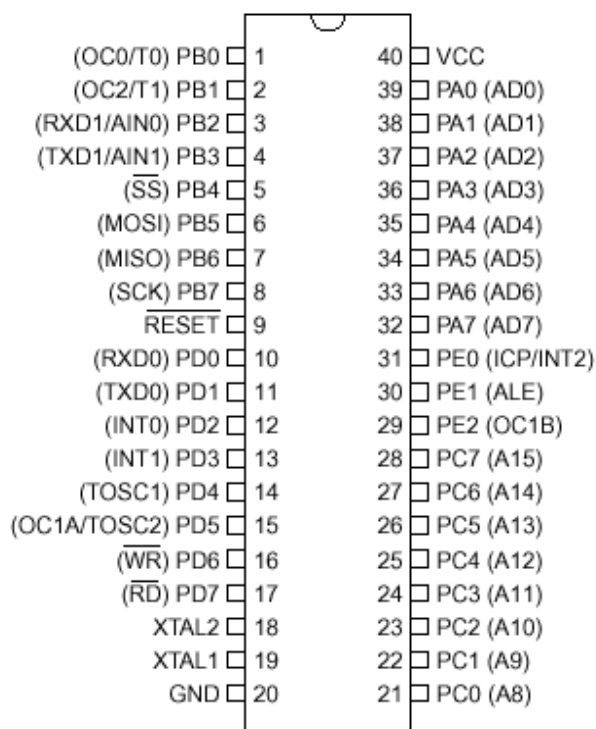 (OC0/T0) PB0 1 40 VCC
(OC2/T1) PB1 2 39 PA0 (AD0)
(RXD1/AIN0) PB2 3 38 PA1 (AD1)
(TXD1/AIN1) PB3 4 37 PA2 (AD2)
(S̅S̅) PB4 5 36 PA3 (AD3)
(MOSI) PB5 6 35 PA4 (AD4)
(MISO) PB6 7 34 PA5 (AD5)
(SCK) PB7 8 33 PA6 (AD6)
R̅E̅S̅E̅T̅ 9 32 PA7 (AD7)
(RXD0) PD0 10 31 PE0 (ICP/INT2)
(TXD0) PD1 11 30 PE1 (ALE)
(INT0) PD2 12 29 PE2 (OC1B)
(INT1) PD3 13 28 PC7 (A15)
(TOSC1) PD4 14 27 PC6 (A14)
(OC1A/TOSC2) PD5 15 26 PC5 (A13)
(W̅R̅) PD6 16 25 PC4 (A12)
(R̅D̅) PD7 17 24 PC3 (A11)
XTAL2 18 23 PC2 (A10)
XTAL1 19 22 PC1 (A9)
GND 20 21 PC0 (A8)